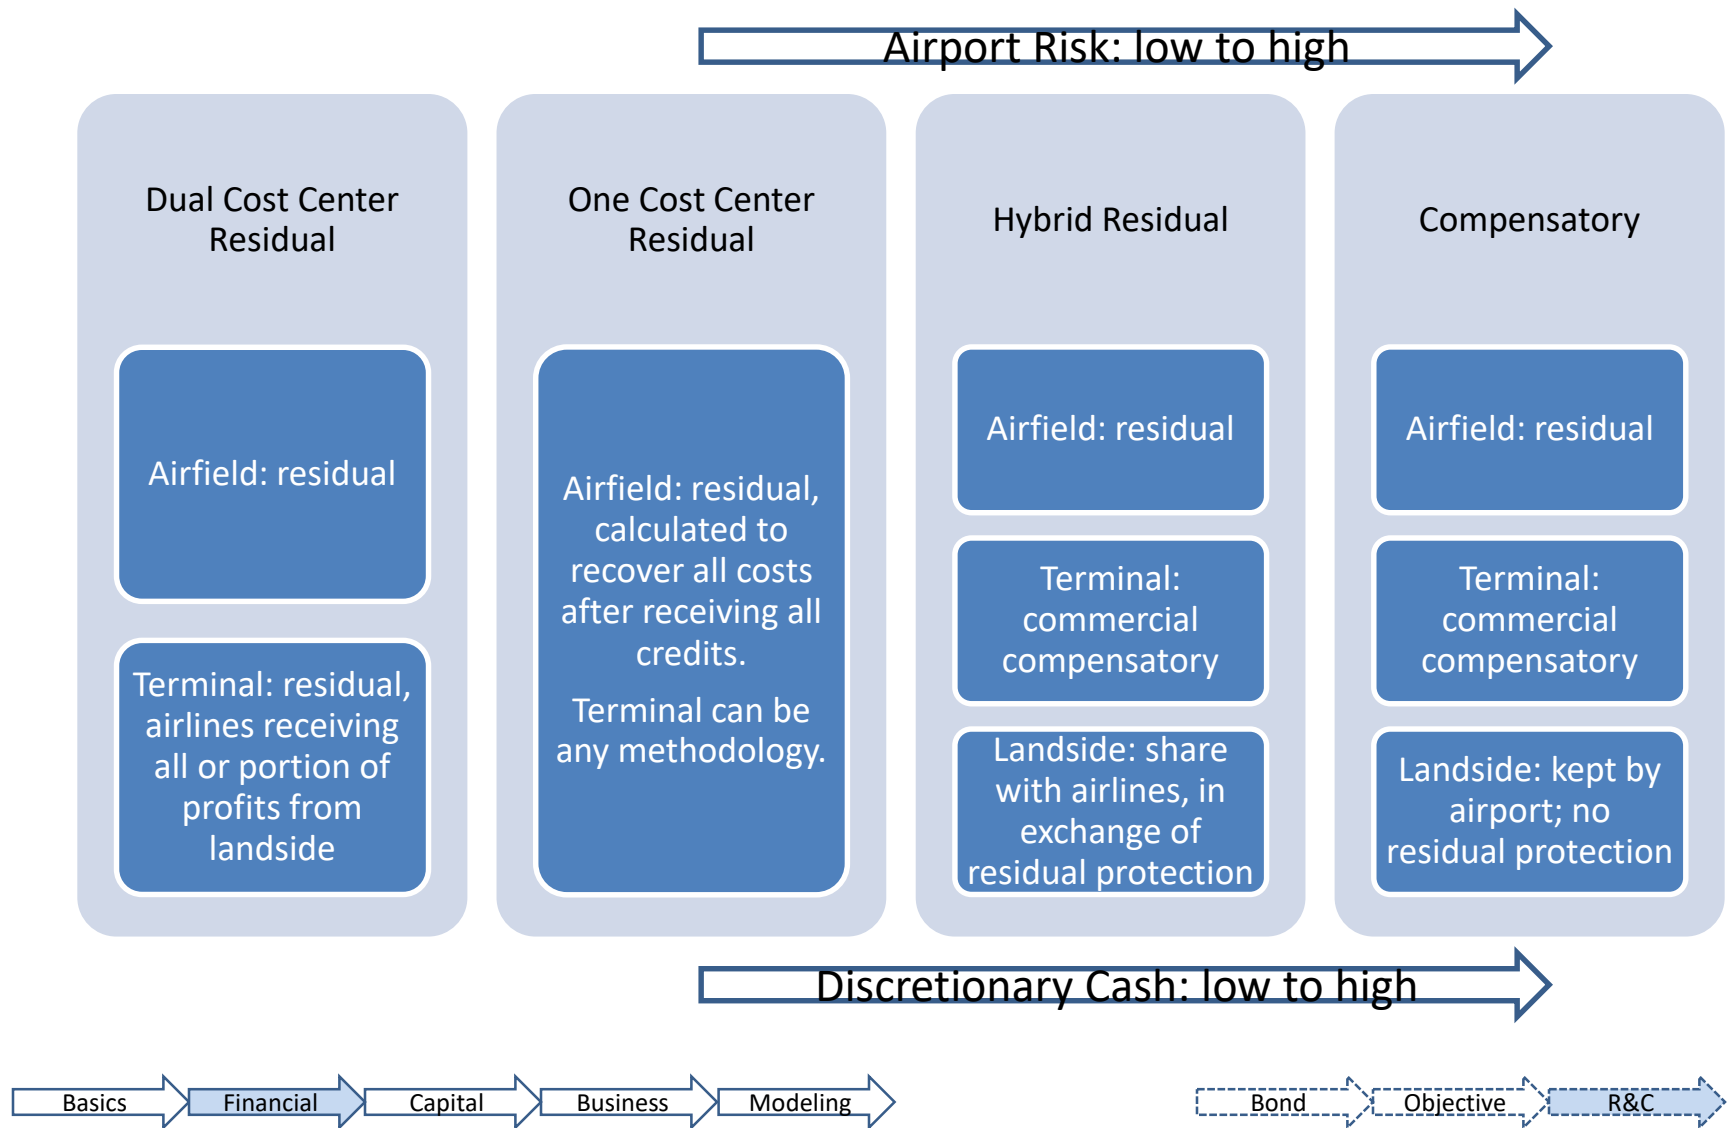 Airport Risk: low to high
Dual Cost Center
Residual
Airfield: residual
Terminal: residual,
airlines receiving
all or portion of
profits from
landside
One Cost Center
Residual
Airfield: residual,
calculated to
recover all costs
after receiving all
credits.
Terminal can be
any methodology.
Hybrid Residual
Airfield: residual
Terminal:
commercial
compensatory
Landside: share
with airlines, in
exchange of
residual protection
Compensatory
Airfield: residual
Terminal:
commercial
compensatory
Landside: kept by
airport; no
residual protection
Discretionary Cash: low to high
Basics
Financial
Capital
Business
Modeling
Bond
Objective
R&C